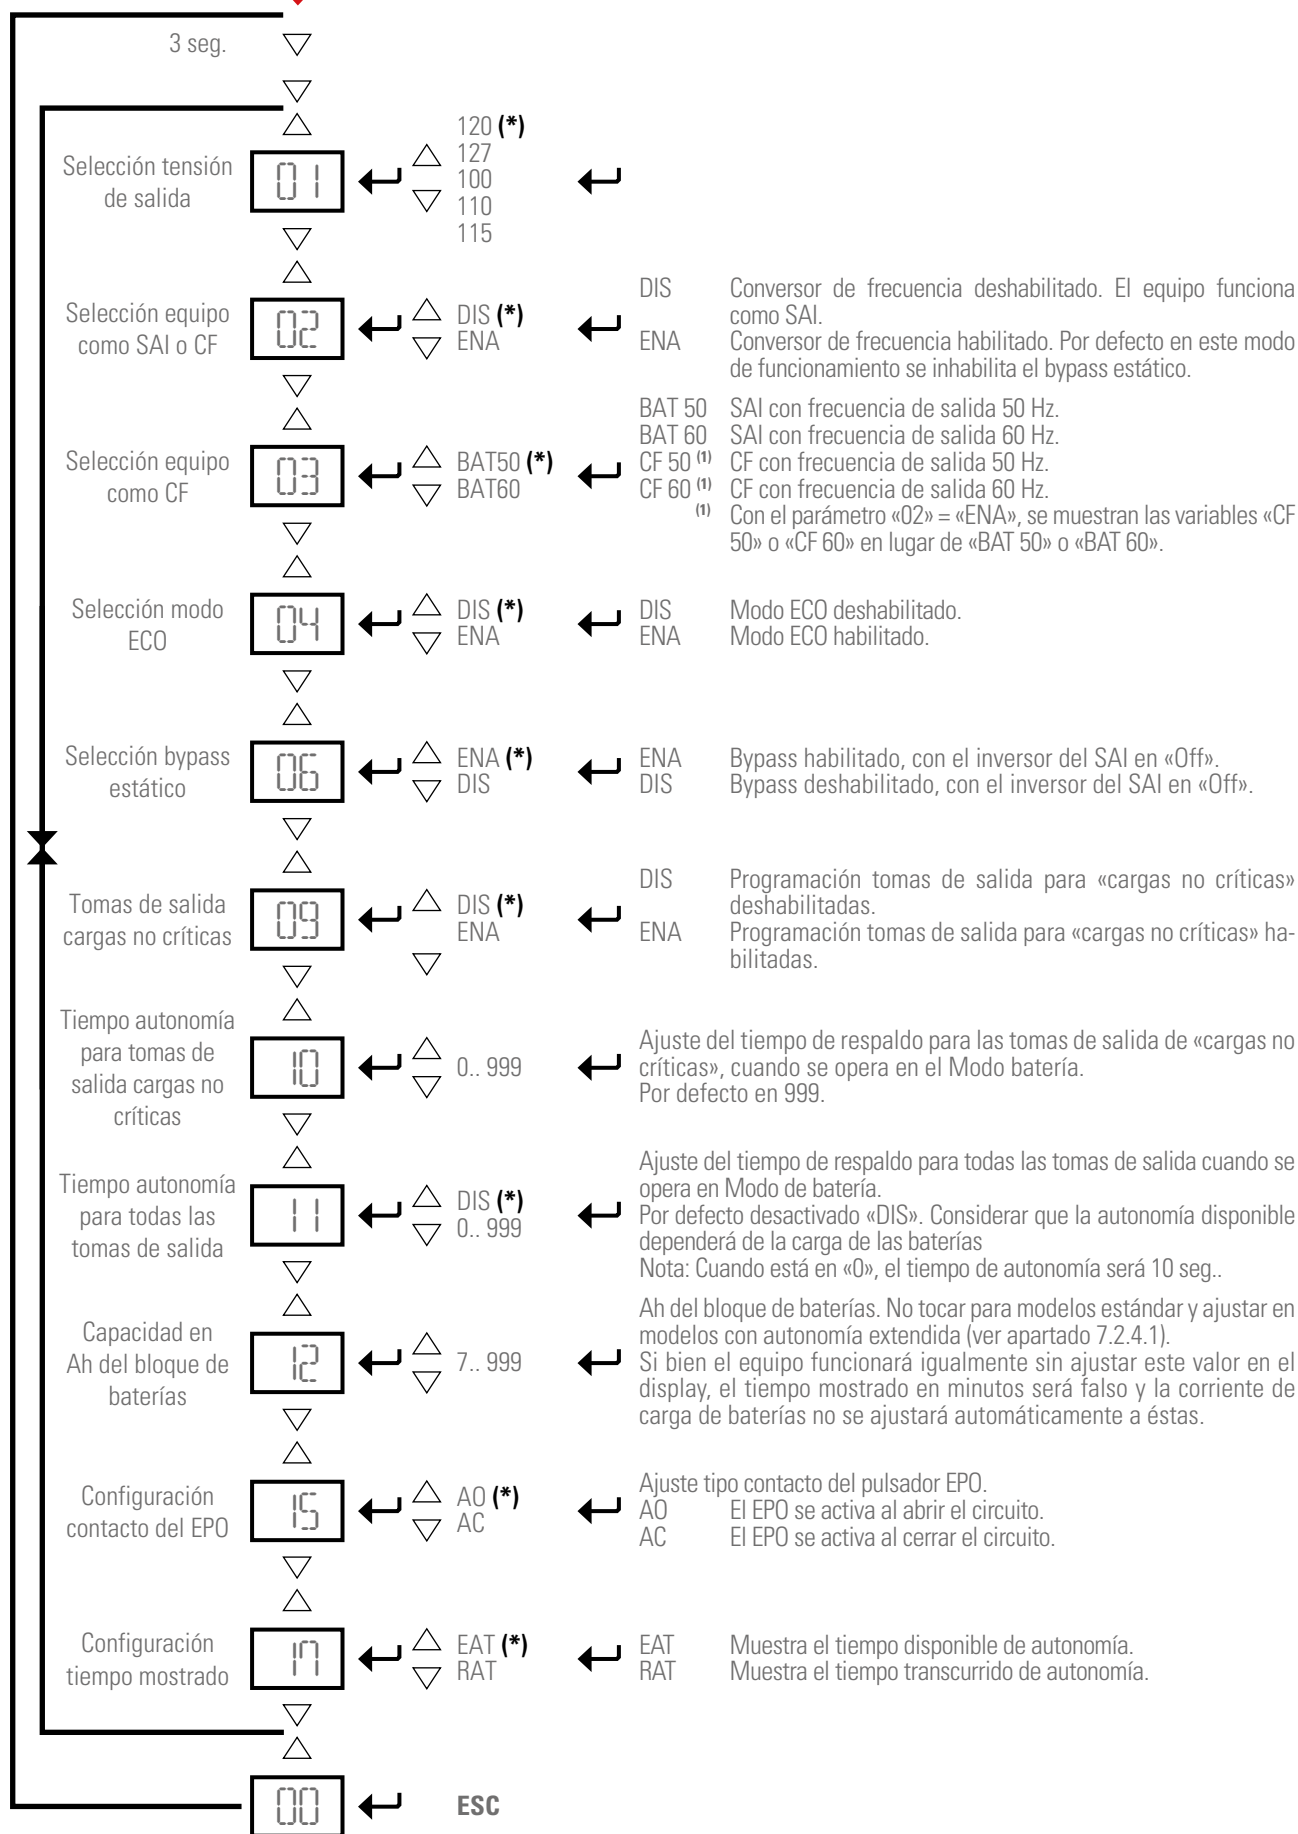 3 seg.
Selección tensión
de salida
01
120 (*)
127
100
110
115
Selección equipo
como SAI o CF
02
DIS (*)
ENA
DIS Conversor de frecuencia deshabilitado. El equipo funciona
como SAI.
ENA Conversor de frecuencia habilitado. Por defecto en este modo
de funcionamiento se inhabilita el bypass estático.
Selección equipo
como CF
03
BAT50 (*)
BAT60
BAT 50 SAI con frecuencia de salida 50 Hz.
BAT 60 SAI con frecuencia de salida 60 Hz.
CF 50 (1) CF con frecuencia de salida 50 Hz.
CF 60 (1) CF con frecuencia de salida 60 Hz.
(1) Con el parámetro «02» = «ENA», se muestran las variables «CF
50» o «CF 60» en lugar de «BAT 50» o «BAT 60».
Selección modo
ECO
04
DIS (*)
ENA
DIS Modo ECO deshabilitado.
ENA Modo ECO habilitado.
Selección bypass
estático
06
ENA (*)
DIS
ENA Bypass habilitado, con el inversor del SAI en «Off».
DIS Bypass deshabilitado, con el inversor del SAI en «Off».
Tomas de salida
cargas no críticas
09
DIS (*)
ENA
DIS Programación tomas de salida para «cargas no críticas»
deshabilitadas.
ENA Programación tomas de salida para «cargas no críticas» ha-
bilitadas.
Tiempo autonomía
para tomas de
salida cargas no
críticas
10
0.. 999
Ajuste del tiempo de respaldo para las tomas de salida de «cargas no
críticas», cuando se opera en el Modo batería.
Por defecto en 999.
Tiempo autonomía
para todas las
tomas de salida
11
DIS (*)
0.. 999
Ajuste del tiempo de respaldo para todas las tomas de salida cuando se
opera en Modo de batería.
Por defecto desactivado «DIS». Considerar que la autonomía disponible
dependerá de la carga de las baterías
Nota: Cuando está en «0», el tiempo de autonomía será 10 seg..
Capacidad en
Ah del bloque de
baterías
12
7.. 999
Ah del bloque de baterías. No tocar para modelos estándar y ajustar en
modelos con autonomía extendida (ver apartado 7.2.4.1).
Si bien el equipo funcionará igualmente sin ajustar este valor en el
display, el tiempo mostrado en minutos será falso y la corriente de
carga de baterías no se ajustará automáticamente a éstas.
Configuración
contacto del EPO
15
AO (*)
AC
Ajuste tipo contacto del pulsador EPO.
AO El EPO se activa al abrir el circuito.
AC El EPO se activa al cerrar el circuito.
Configuración
tiempo mostrado
17
EAT (*)
RAT
EAT Muestra el tiempo disponible de autonomía.
RAT Muestra el tiempo transcurrido de autonomía.
00
ESC